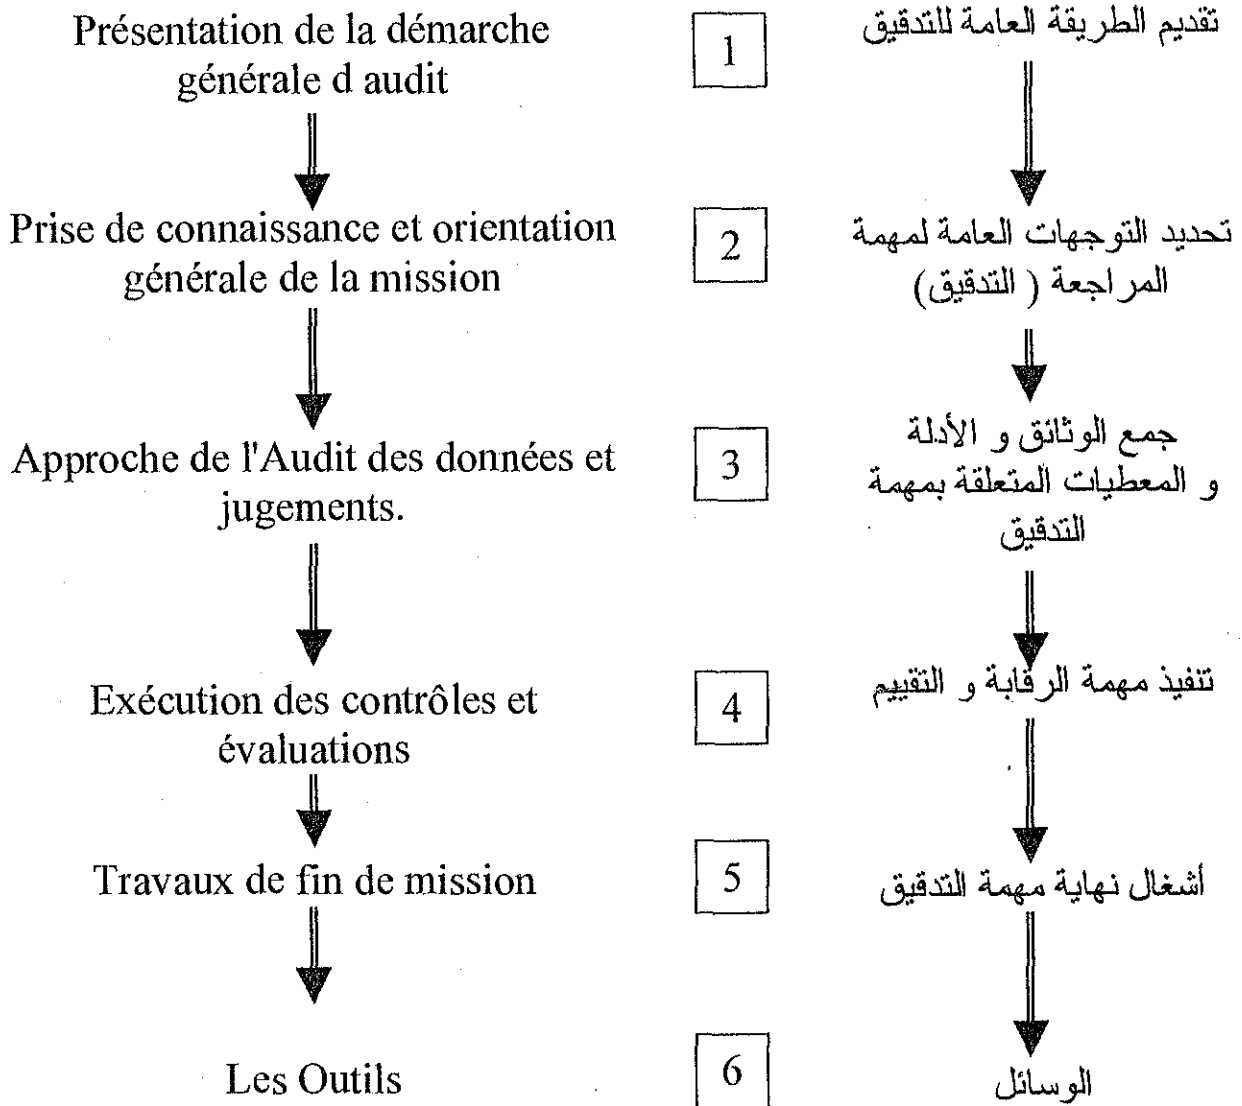 Présentation de la démarche
générale d audit
1
تقديم الطريقة العامة للتدقيق
Prise de connaissance et orientation
générale de la mission
2
تحديد التوجهات العامة لمهمة
المراجعة ( التدقيق)
Approche de l'Audit des données et
jugements.
3
جمع الوثائق و الأدلة
و المعطيات المتعلقة بمهمة
التدقيق
Exécution des contrôles et
évaluations
4
تنفيذ مهمة الرقابة و التقييم
Travaux de fin de mission
5
أشغال نهاية مهمة التدقيق
Les Outils
6
الوسائل